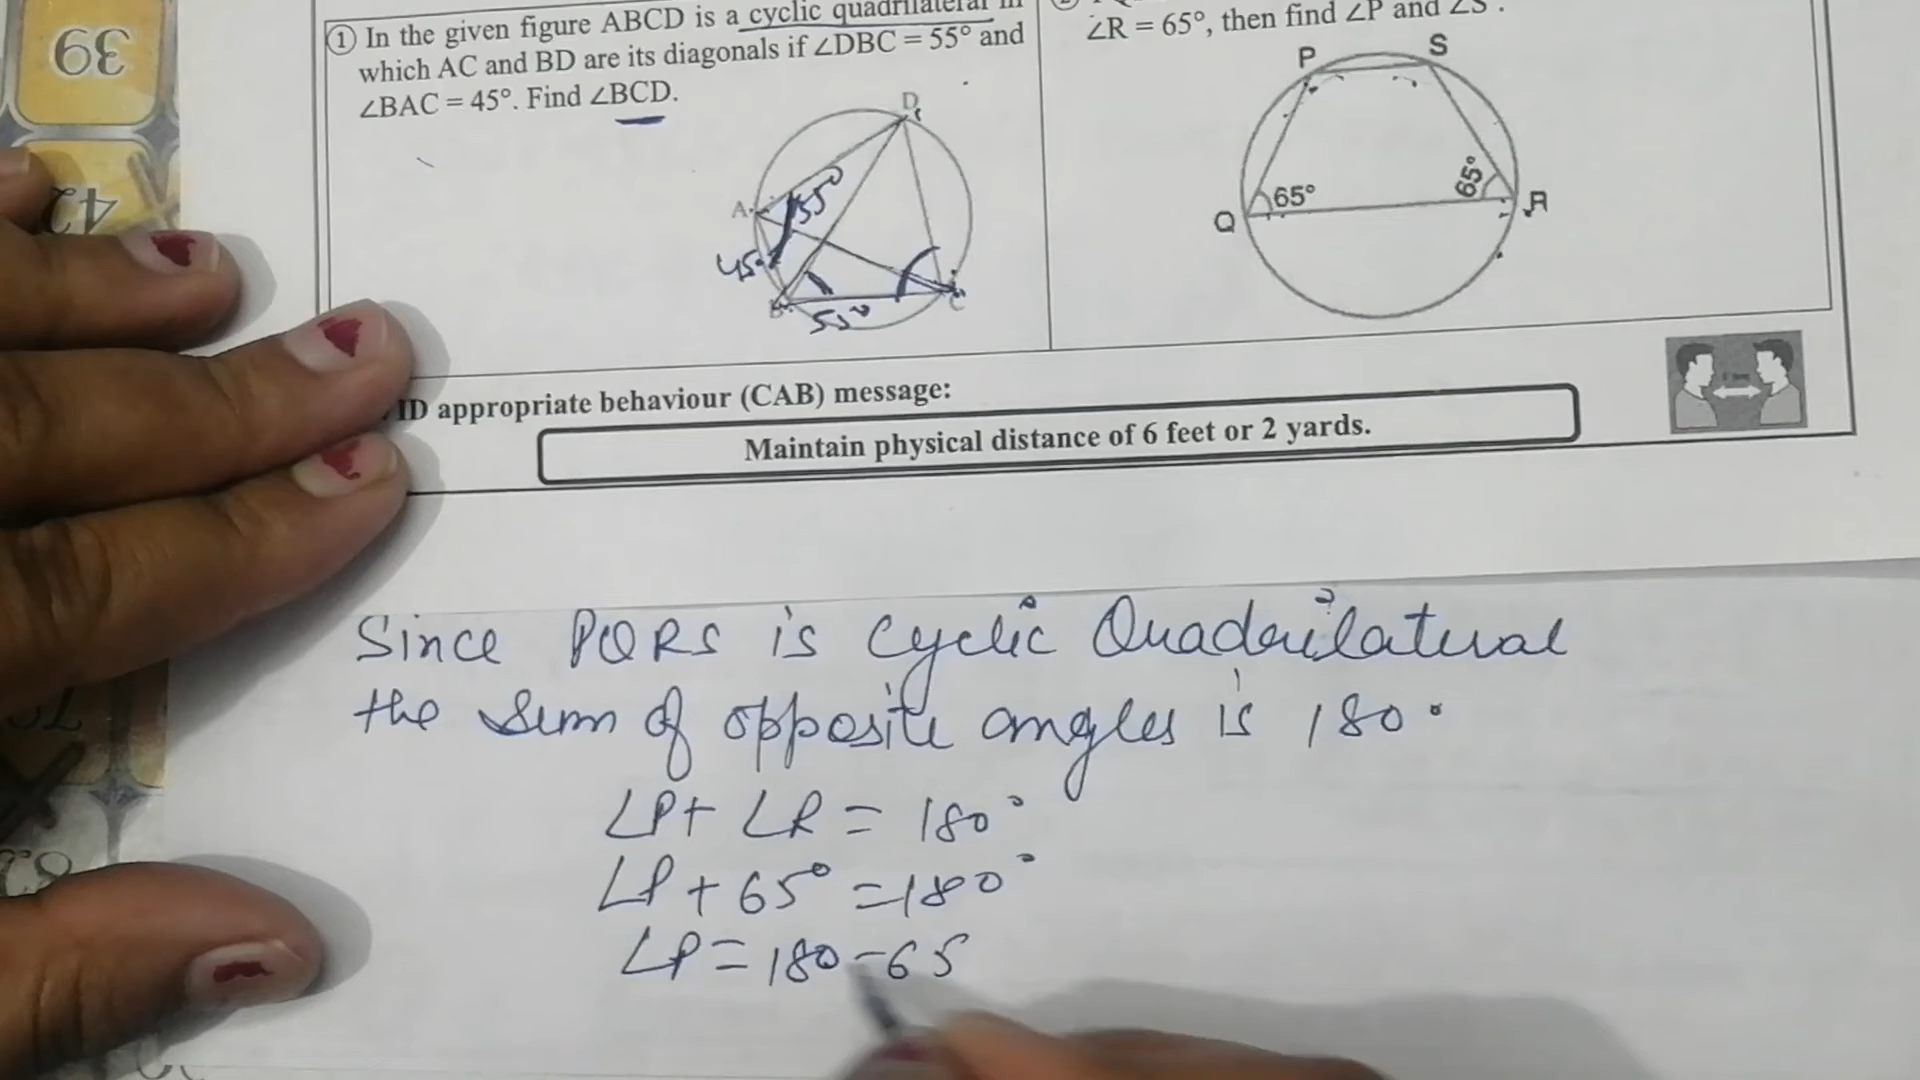 39
42
① In the given figure ABCD is a cyclic quadrilateral in
which AC and BD are its diagonals if ∠DBC = 55° and
∠BAC = 45°. Find ∠BCD.
D
A
55°
45°
B
55°
C
∠R = 65°, then find ∠P and ∠S .
P
S
65°
65°
Q
R
ID appropriate behaviour (CAB) message:
Maintain physical distance of 6 feet or 2 yards.
Since PQRS is Cyclic Quadrilateral
the Sum of opposite angles is 180°
∠P + ∠R = 180°
∠P + 65° = 180°
∠P = 180 - 65